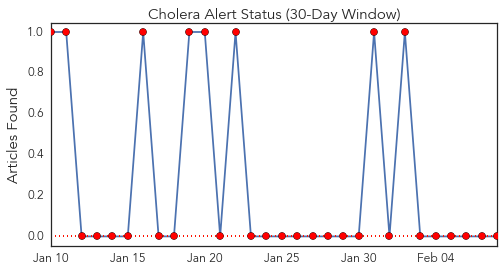 Cholera Alert Status (30-Day Window)
Articles Found
1.0
0.8
0.6
0.4
0.2
0.0
Jan 10 Jan 15 Jan 20 Jan 25 Jan 30 Feb 04